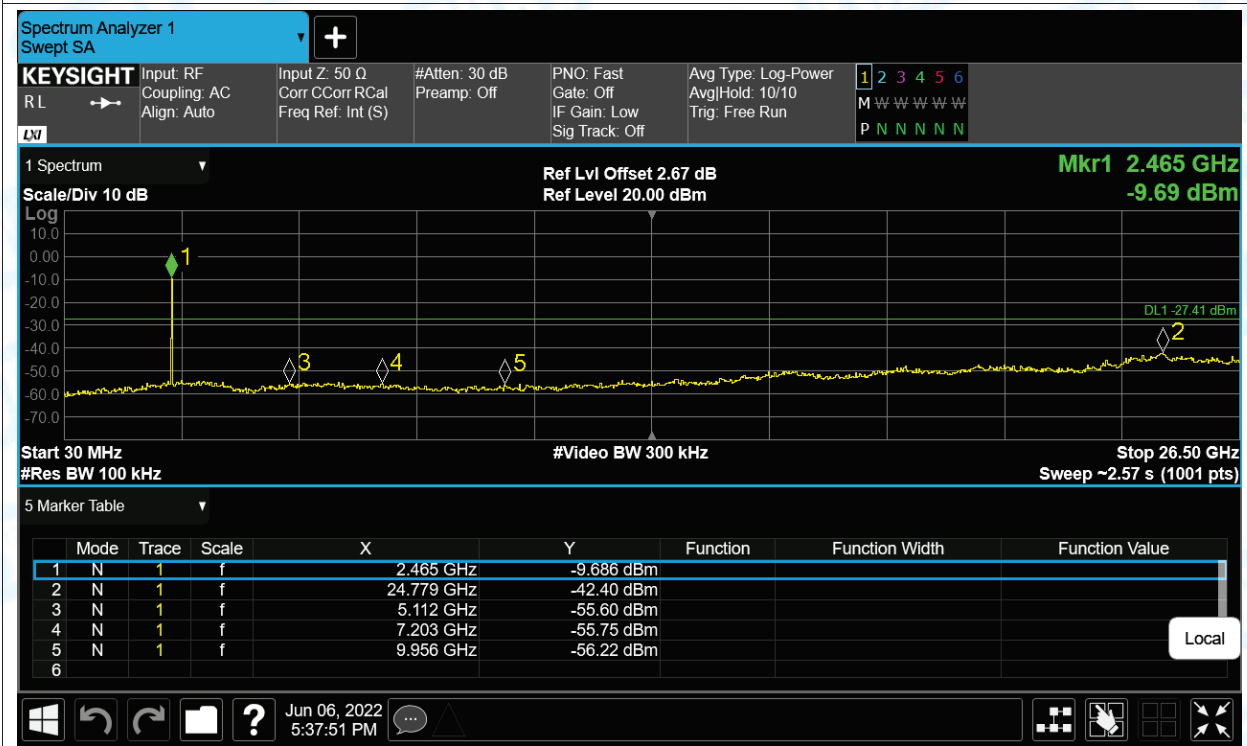 Spectrum Analyzer 1
Swept SA
KEYSIGHT
R L
LXI
Input: RF
Coupling: AC
Align: Auto
Input Z: 50 Ω
Corr CCorr RCal
Freq Ref: Int (S)
#Atten: 30 dB
Preamp: Off
PNO: Fast
Gate: Off
IF Gain: Low
Sig Track: Off
Avg Type: Log-Power
Avg|Hold: 10/10
Trig: Free Run
1 2 3 4 5 6
M W W W W W
P N N N N N
1 Spectrum
Scale/Div 10 dB
Log
Ref Lvl Offset 2.67 dB
Ref Level 20.00 dBm
Mkr1 2.465 GHz
-9.69 dBm
10.0
0.00
-10.0
-20.0
-30.0
-40.0
-50.0
-60.0
-70.0
1
3
4
5
2
DL1 -27.41 dBm
Start 30 MHz
#Res BW 100 kHz
#Video BW 300 kHz
Stop 26.50 GHz
Sweep ~2.57 s (1001 pts)
5 Marker Table
Mode Trace Scale X Y Function Function Width Function Value
1 N 1 f 2.465 GHz -9.686 dBm
2 N 1 f 24.779 GHz -42.40 dBm
3 N 1 f 5.112 GHz -55.60 dBm
4 N 1 f 7.203 GHz -55.75 dBm
5 N 1 f 9.956 GHz -56.22 dBm
6
Local
?
Jun 06, 2022
5:37:51 PM